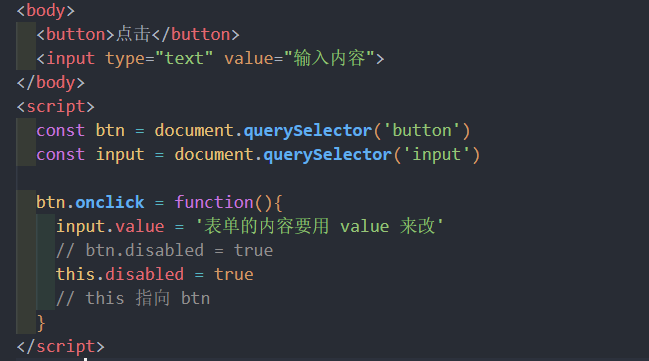 <body>
<button>点击</button>
<input type="text" value="输入内容">
</body>
<script>
const btn = document.querySelector('button')
const input = document.querySelector('input')
btn.onclick = function(){
input.value = '表单的内容要用 value 来改'
// btn.disabled = true
this.disabled = true
// this 指向 btn
}
</script>